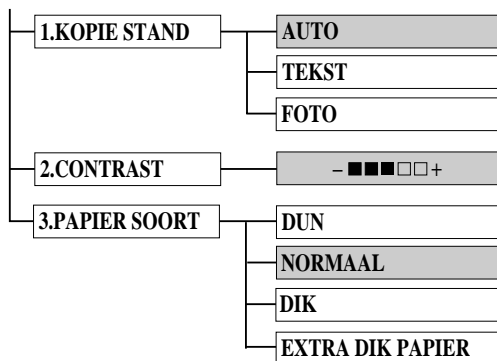 1.KOPIE STAND
AUTO
TEKST
FOTO
2.CONTRAST
– ■■■□□+
3.PAPIER SOORT
DUN
NORMAAL
DIK
EXTRA DIK PAPIER